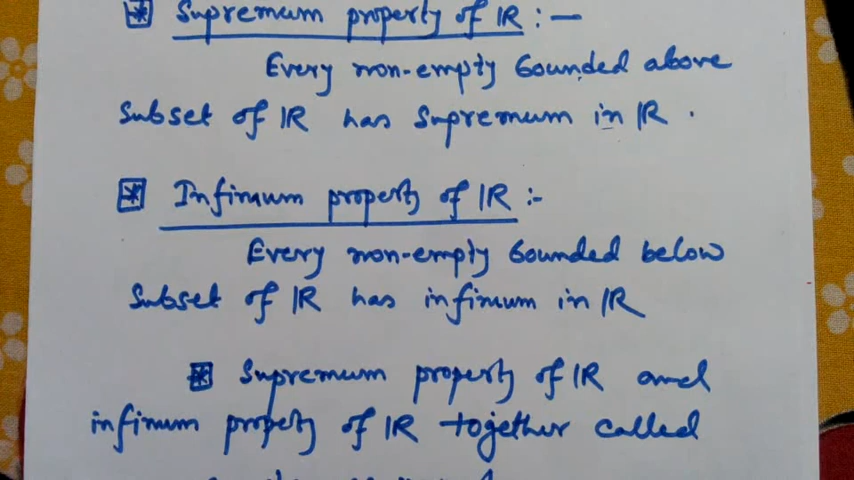 * Supremum property of IR :—
Every non-empty bounded above
Subset of IR has Supremum in IR .
* Infimum property of IR :-
Every non-empty bounded below
Subset of IR has infimum in IR
* Supremum property of IR and
infimum property of IR together called